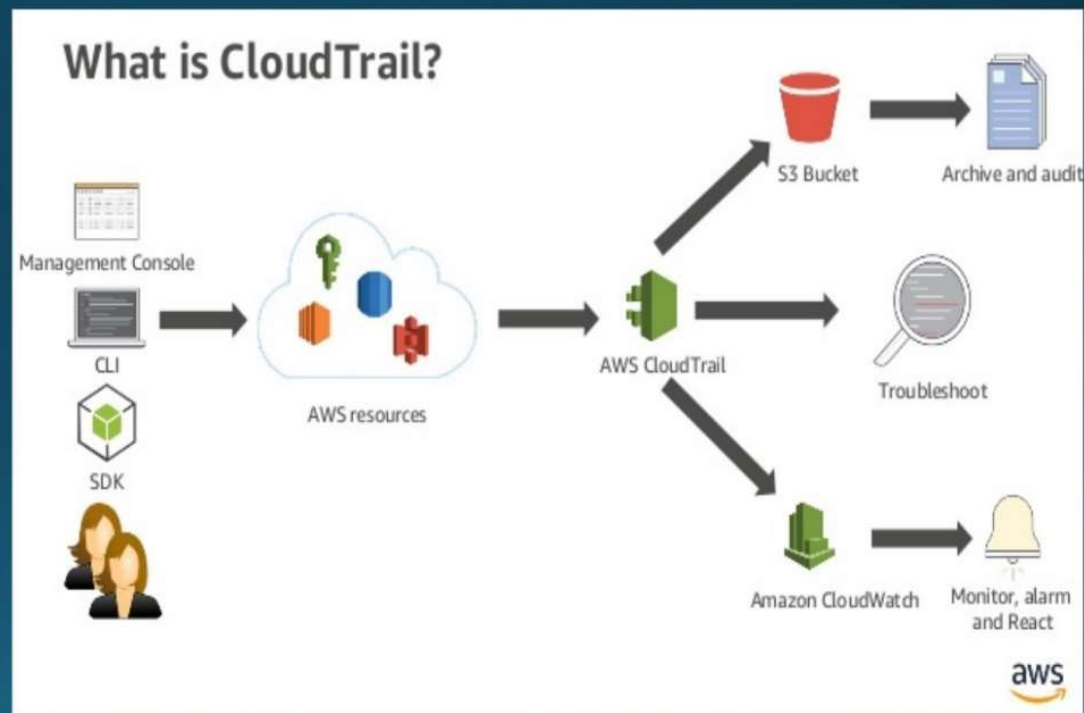 What is CloudTrail?
S3 Bucket
Archive and audit
Management Console
CLI
AWS resources
AWS CloudTrail
Troubleshoot
SDK
Amazon CloudWatch
Monitor, alarm
and React
aws